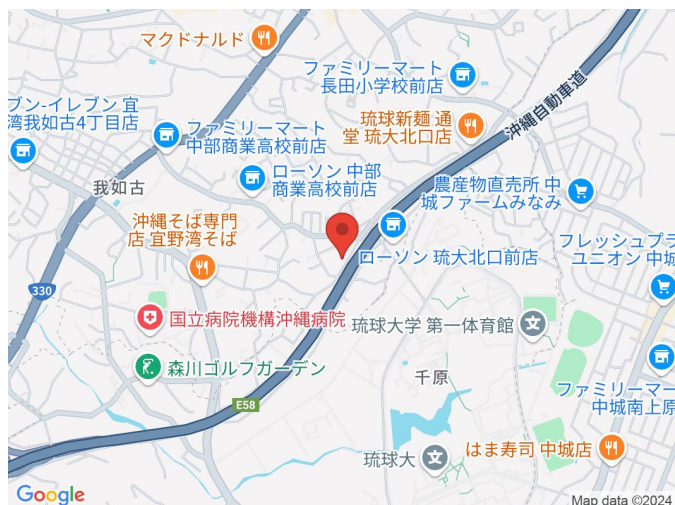 マクドナルド
ファミリーマート
長田小学校前店
琉球新麺 通
堂 琉大北口店
沖縄自動車道
ブン-イレブン 宜
湾我如古4丁目店
ファミリーマート
中部商業高校前店
我如古
ローソン 中部
商業高校前店
農産物直売所 中
城ファームみなみ
沖縄そば専門
店 宜野湾そば
ローソン 琉大北口前店
フレッシュプラ
ユニオン 中城
330
国立病院機構沖縄病院
琉球大学 第一体育館
森川ゴルフガーデン
千原
ファミリーマー
中城南上原
E58
はま寿司 中城店
琉球大
Google
Map data ©2024